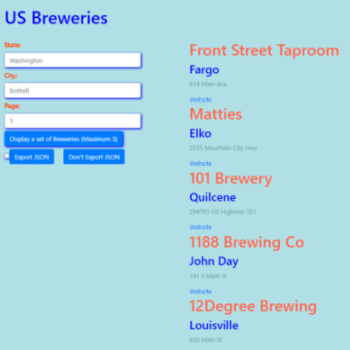 US Breweries
State:
Washington
City:
Bothell
Page:
1
Display a set of Breweries (Maximum 5)
Export JSON
Don't Export JSON
Front Street Taproom
Fargo
614 Main Ave
Website
Matties
Elko
2535 Mountain City Hwy
Website
101 Brewery
Quilcene
294793 US Highway 101
Website
1188 Brewing Co
John Day
141 E Main St
Website
12Degree Brewing
Louisville
820 Main St